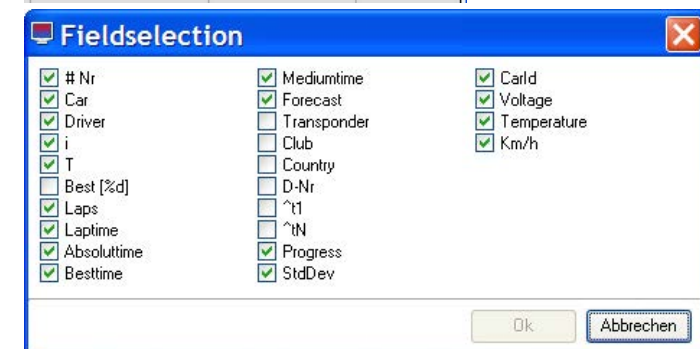 Fieldselection
# Nr
Car
Driver
i
T
Best [%d]
Laps
Laptime
Absoluttime
Besttime
Mediumtime
Forecast
Transponder
Club
Country
D-Nr
^t1
^tN
Progress
StdDev
CarId
Voltage
Temperature
Km/h
Ok
Abbrechen